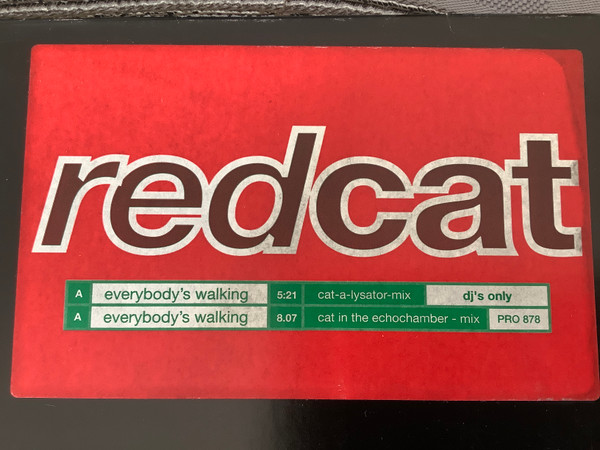 redcat
A everybody's walking 5:21 cat-a-lysator-mix dj's only
A everybody's walking 8.07 cat in the echochamber - mix PRO 878